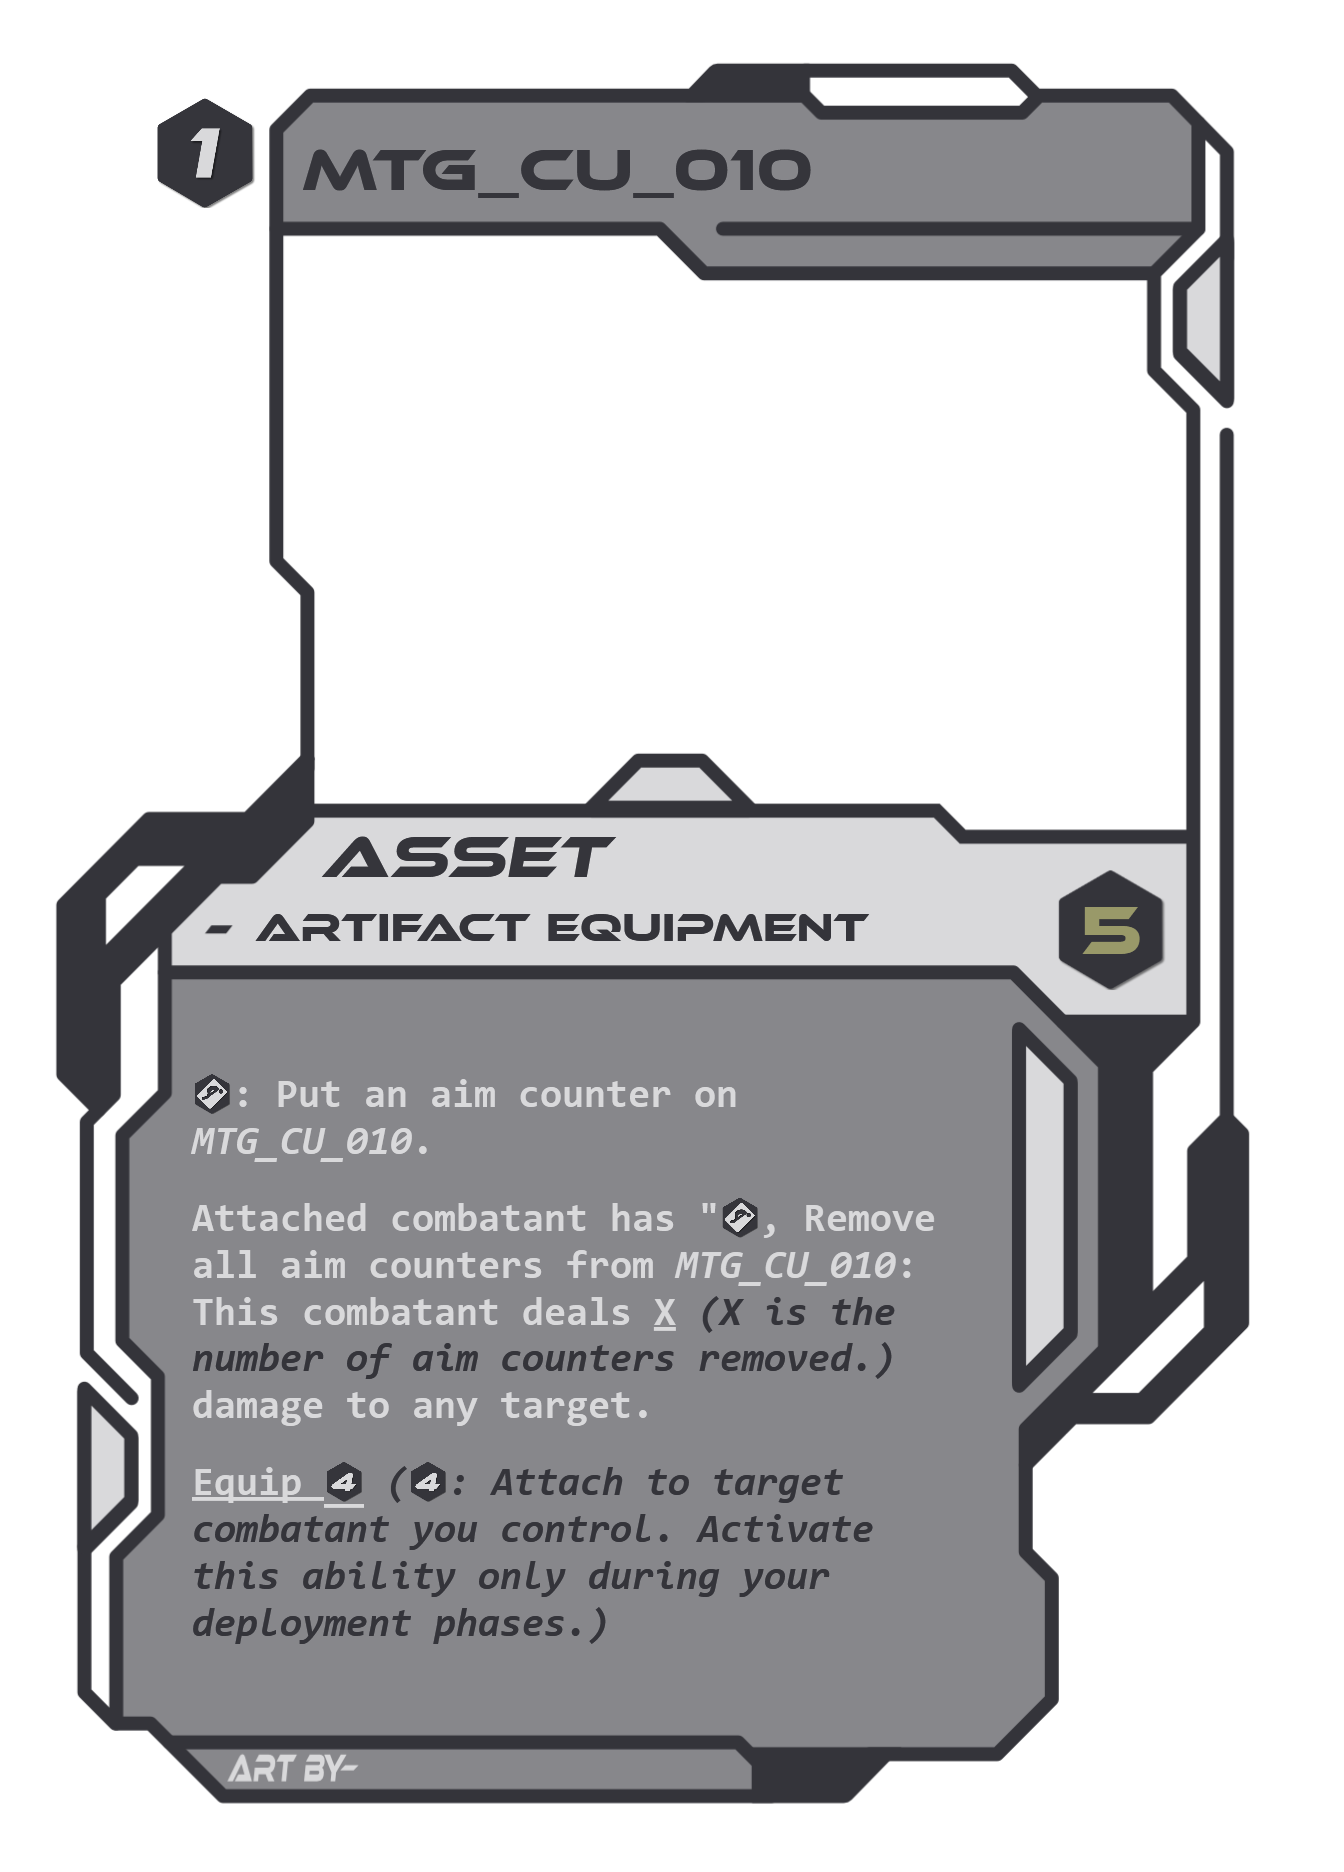 1
MTG_CU_010
ASSET
- ARTIFACT EQUIPMENT
5
: Put an aim counter on
MTG_CU_010.
Attached combatant has ", Remove
all aim counters from MTG_CU_010:
This combatant deals X (X is the
number of aim counters removed.)
damage to any target.
Equip 4 (4: Attach to target
combatant you control. Activate
this ability only during your
deployment phases.)
ART BY-